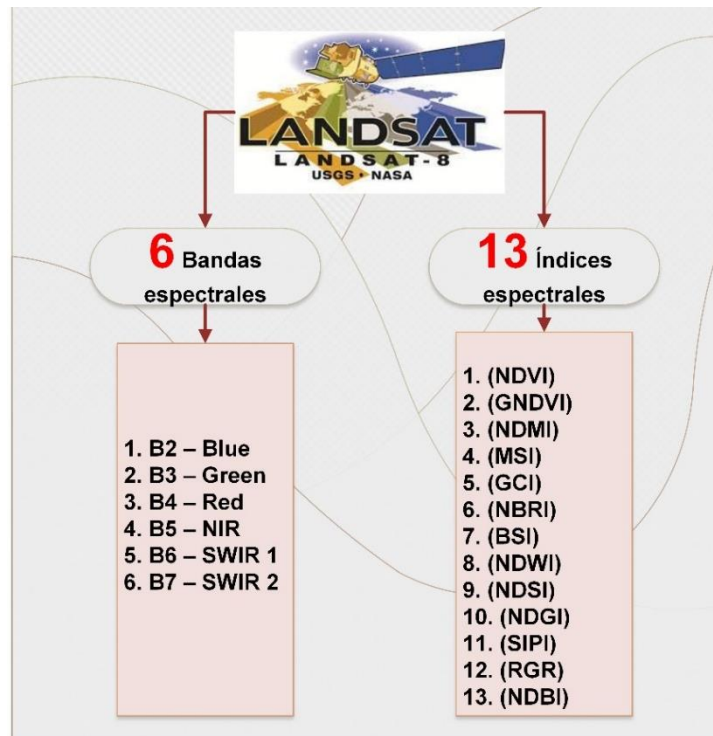 LANDSAT
LANDSAT-8
USGS • NASA
6 Bandas
espectrales
13 Índices
espectrales
1. B2 – Blue
2. B3 – Green
3. B4 – Red
4. B5 – NIR
5. B6 – SWIR 1
6. B7 – SWIR 2
1. (NDVI)
2. (GNDVI)
3. (NDMI)
4. (MSI)
5. (GCI)
6. (NBRI)
7. (BSI)
8. (NDWI)
9. (NDSI)
10. (NDGI)
11. (SIPI)
12. (RGR)
13. (NDBI)